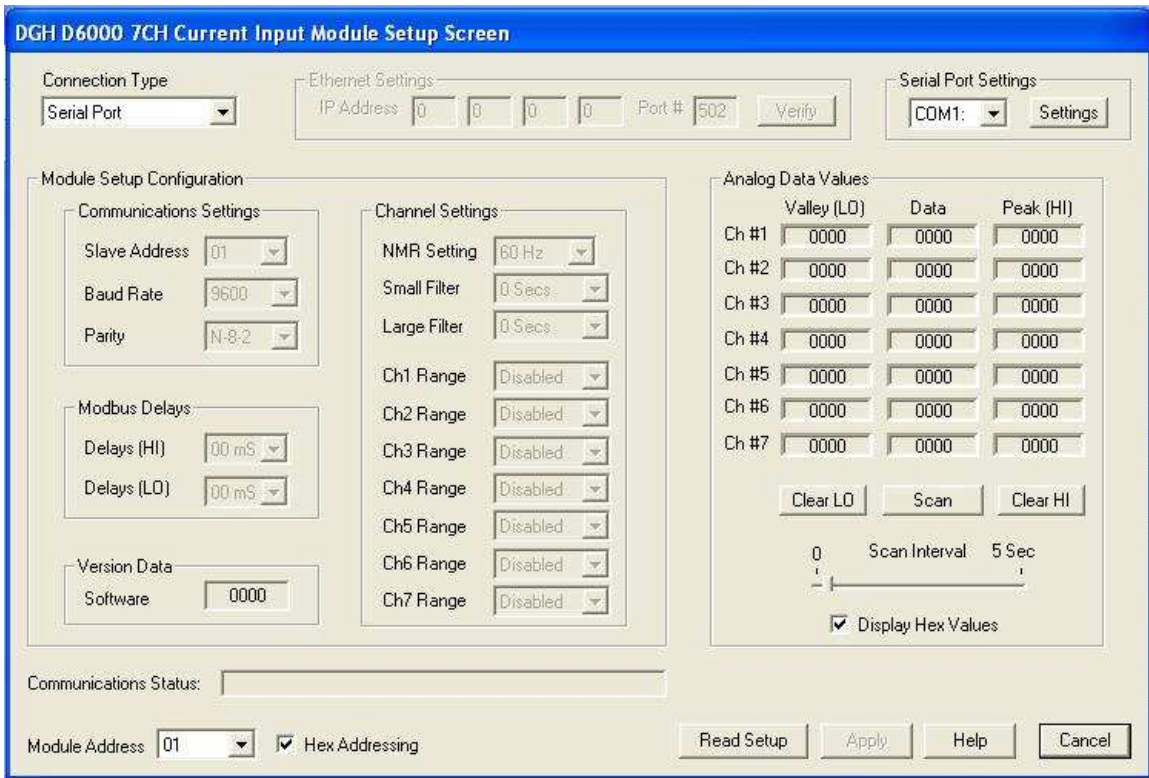 DGH D6000 7CH Current Input Module Setup Screen
Connection Type
Serial Port
Ethernet Settings
IP Address 0 0 0 0 Port # 502 Verify
Serial Port Settings
COM1: Settings
Module Setup Configuration
Communications Settings
Slave Address 01
Baud Rate 9600
Parity N-8-2
Modbus Delays
Delays (HI) 00 mS
Delays (LO) 00 mS
Version Data
Software 0000
Channel Settings
NMR Setting 60 Hz
Small Filter 0 Secs
Large Filter 0 Secs
Ch1 Range Disabled
Ch2 Range Disabled
Ch3 Range Disabled
Ch4 Range Disabled
Ch5 Range Disabled
Ch6 Range Disabled
Ch7 Range Disabled
Analog Data Values
Valley (LO) Data Peak (HI)
Ch #1 0000 0000 0000
Ch #2 0000 0000 0000
Ch #3 0000 0000 0000
Ch #4 0000 0000 0000
Ch #5 0000 0000 0000
Ch #6 0000 0000 0000
Ch #7 0000 0000 0000
Clear LO Scan Clear HI
0 Scan Interval 5 Sec
Display Hex Values
Communications Status:
Module Address 01 Hex Addressing
Read Setup Apply Help Cancel